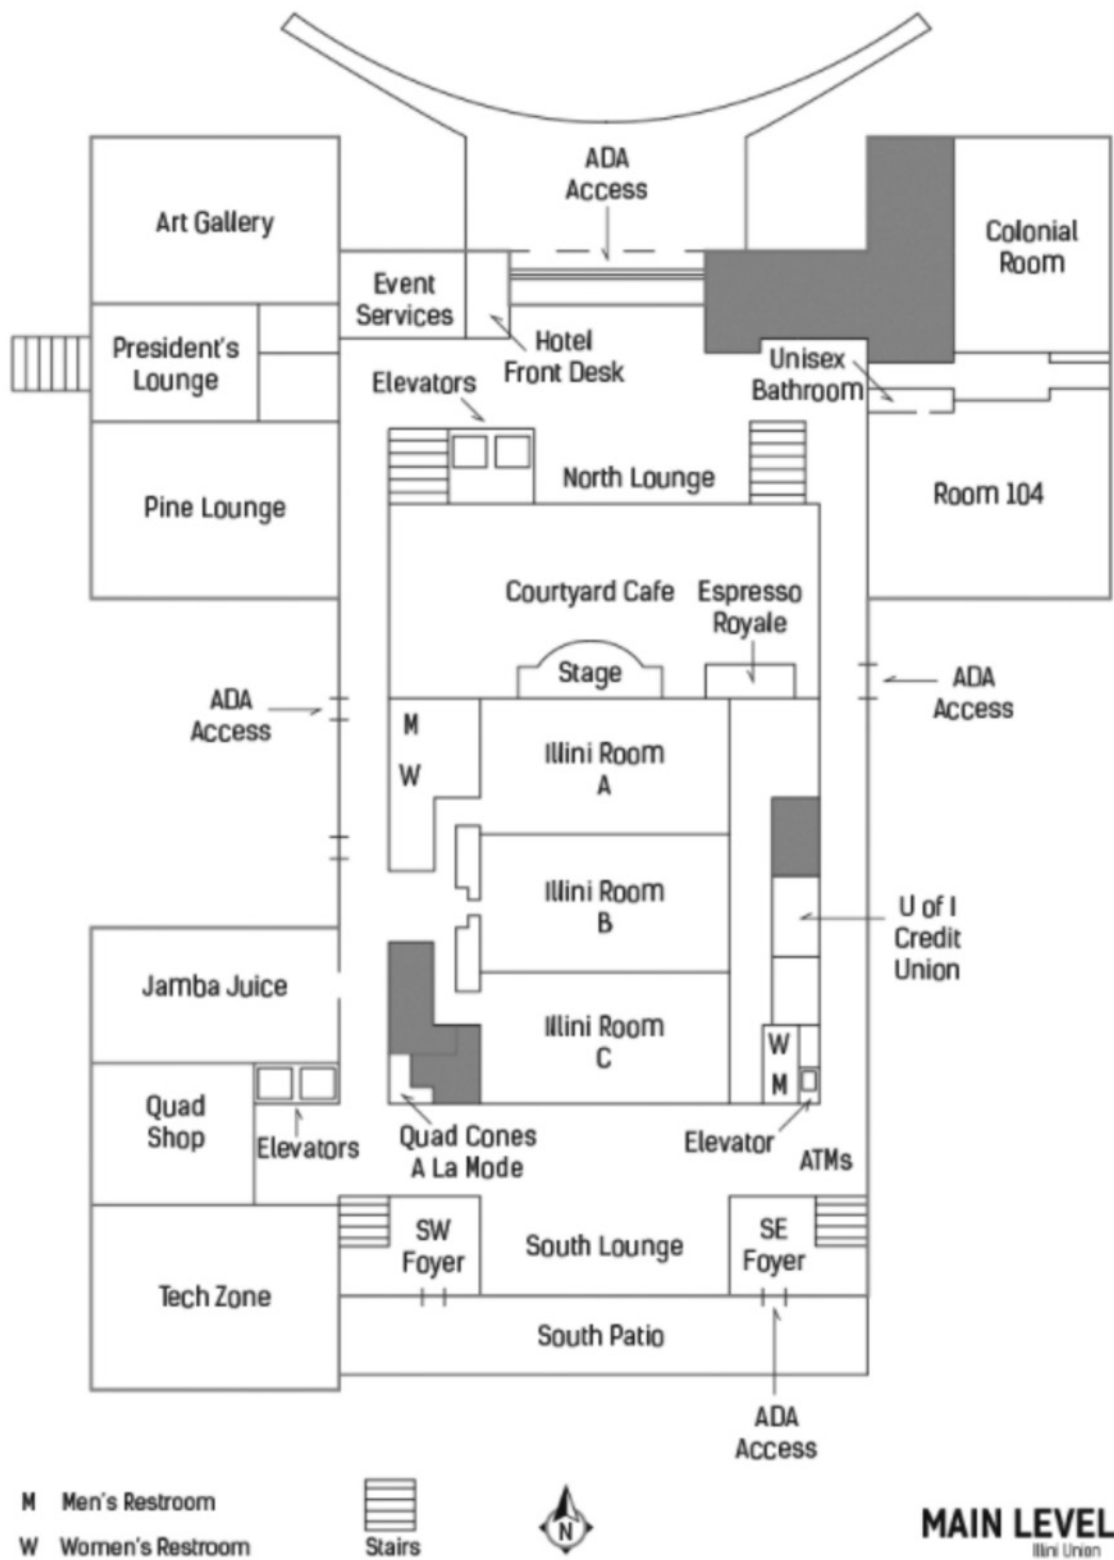 ADA
Access
Art Gallery
Colonial
Room
Event
Services
President's
Lounge
Hotel
Front Desk
Unisex
Bathroom
Elevators
North Lounge
Pine Lounge
Room 104
Courtyard Cafe
Espresso
Royale
Stage
ADA
Access
ADA
Access
M
W
Illini Room
A
Illini Room
B
U of I
Credit
Union
Jamba Juice
Illini Room
C
W
M
Quad
Shop
Elevators
Quad Cones
A La Mode
Elevator
ATMs
SW
Foyer
South Lounge
SE
Foyer
Tech Zone
South Patio
ADA
Access
M Men's Restroom
W Women's Restroom
Stairs
N
MAIN LEVEL
Illini Union